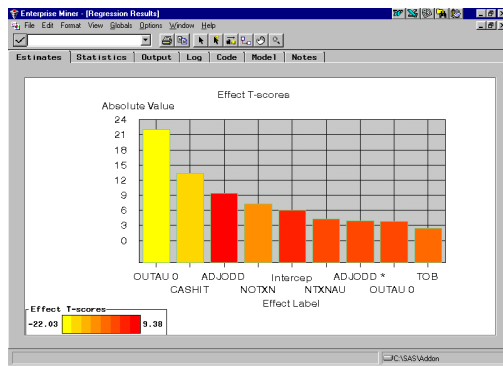 Enterprise Miner - [Regression Results]
File Edit Format View Globals Options Window Help
Estimates Statistics Output Log Code Model Notes
Effect T-scores
Absolute Value
24
21
18
15
12
9
6
3
0
OUTAU 0 ADJODD Intercep ADJODD * TOB
CASHIT NOTXN NTXNAU OUTAU 0
Effect Label
Effect T-scores
-22.03 9.38
C:\SAS\Addon